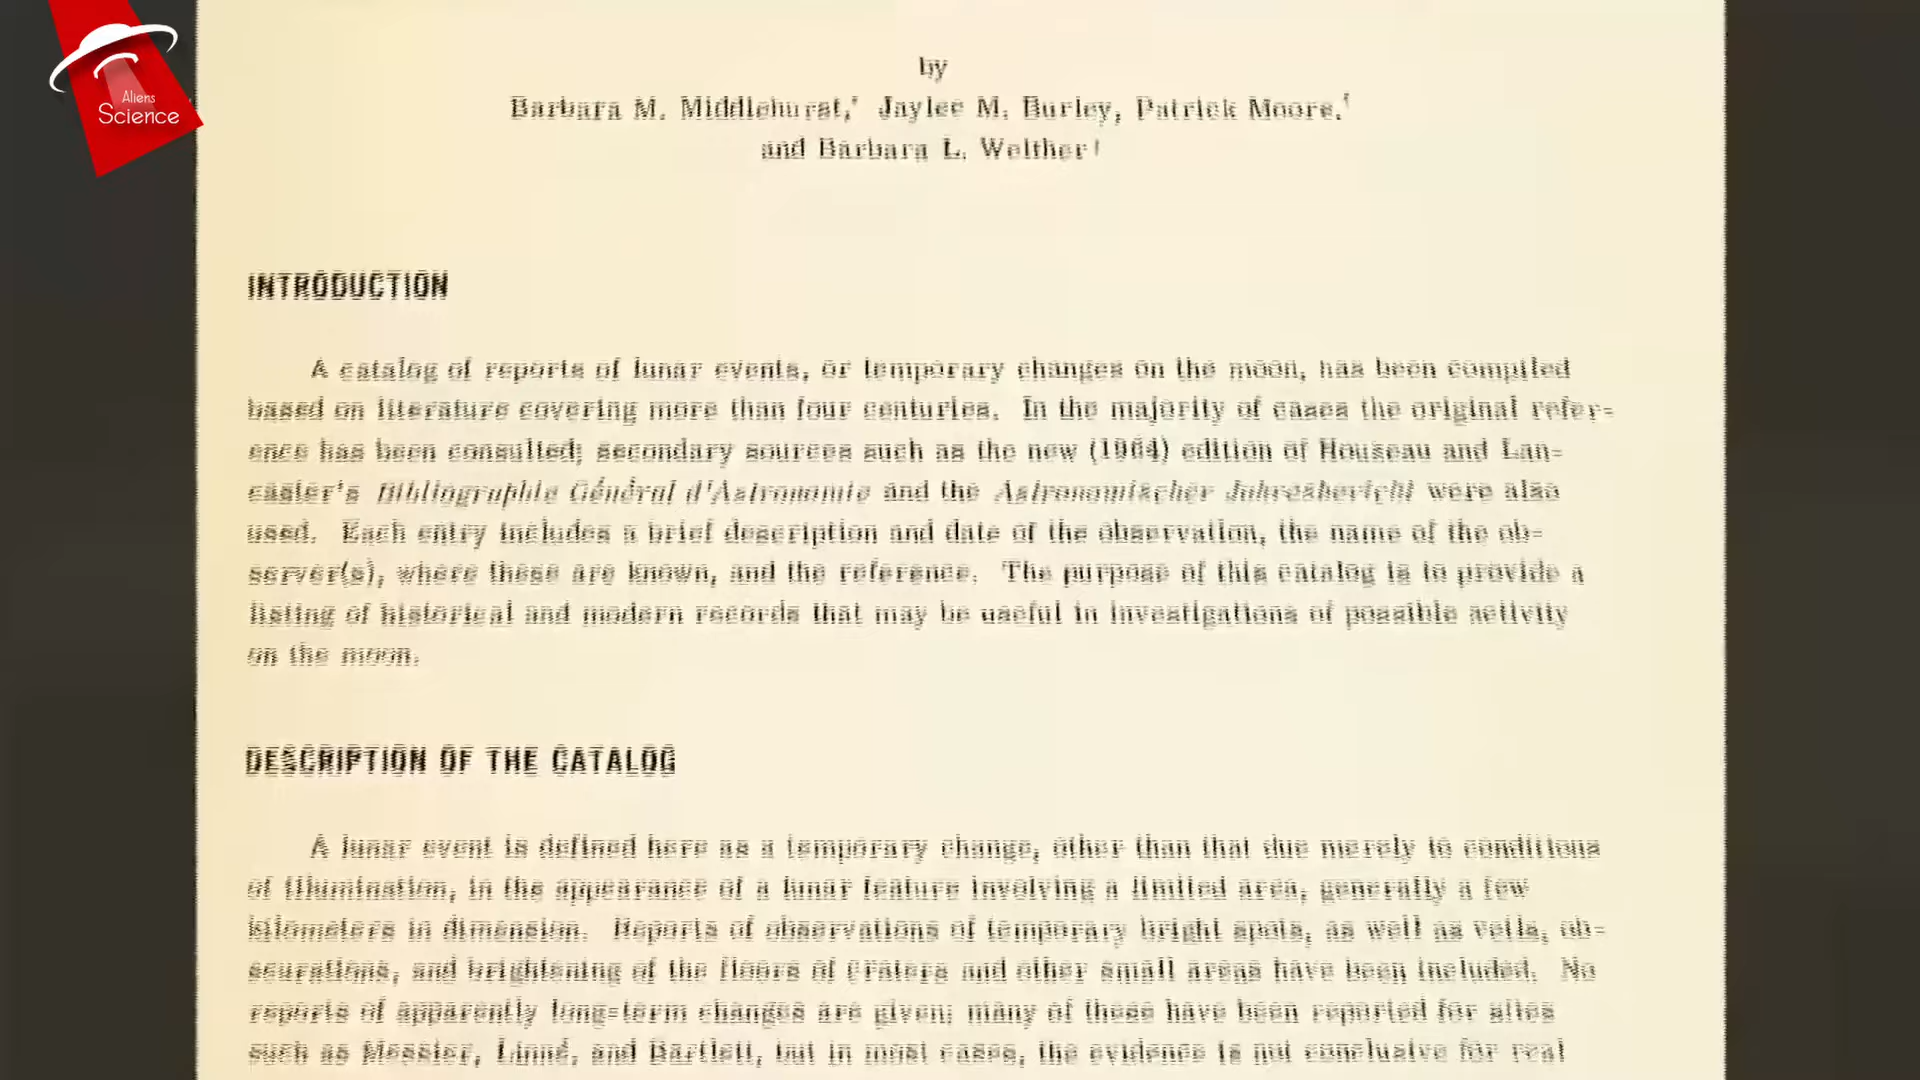 Aliens
Science
by
Barbara M. Middlehurst,* Jaylee M. Burley, Patrick Moore,†
and Barbara L. Welther‡
INTRODUCTION
A catalog of reports of lunar events, or temporary changes on the moon, has been compiled
based on literature covering more than four centuries. In the majority of cases the original refer-
ence has been consulted; secondary sources such as the new (1964) edition of Houseau and Lan-
caster's Bibliographie Général d'Astronomie and the Astronomischer Jahresbericht were also
used. Each entry includes a brief description and date of the observation, the name of the ob-
server(s), where these are known, and the reference. The purpose of this catalog is to provide a
listing of historical and modern records that may be useful in investigations of possible activity
on the moon.
DESCRIPTION OF THE CATALOG
A lunar event is defined here as a temporary change, other than that due merely to conditions
of illumination, in the appearance of a lunar feature involving a limited area, generally a few
kilometers in dimension. Reports of observations of temporary bright spots, as well as veils, ob-
scurations, and brightening of the floors of craters and other small areas have been included. No
reports of apparently long-term changes are given; many of these have been reported for sites
such as Messier, Linné, and Bartlett, but in most cases, the evidence is not conclusive for real